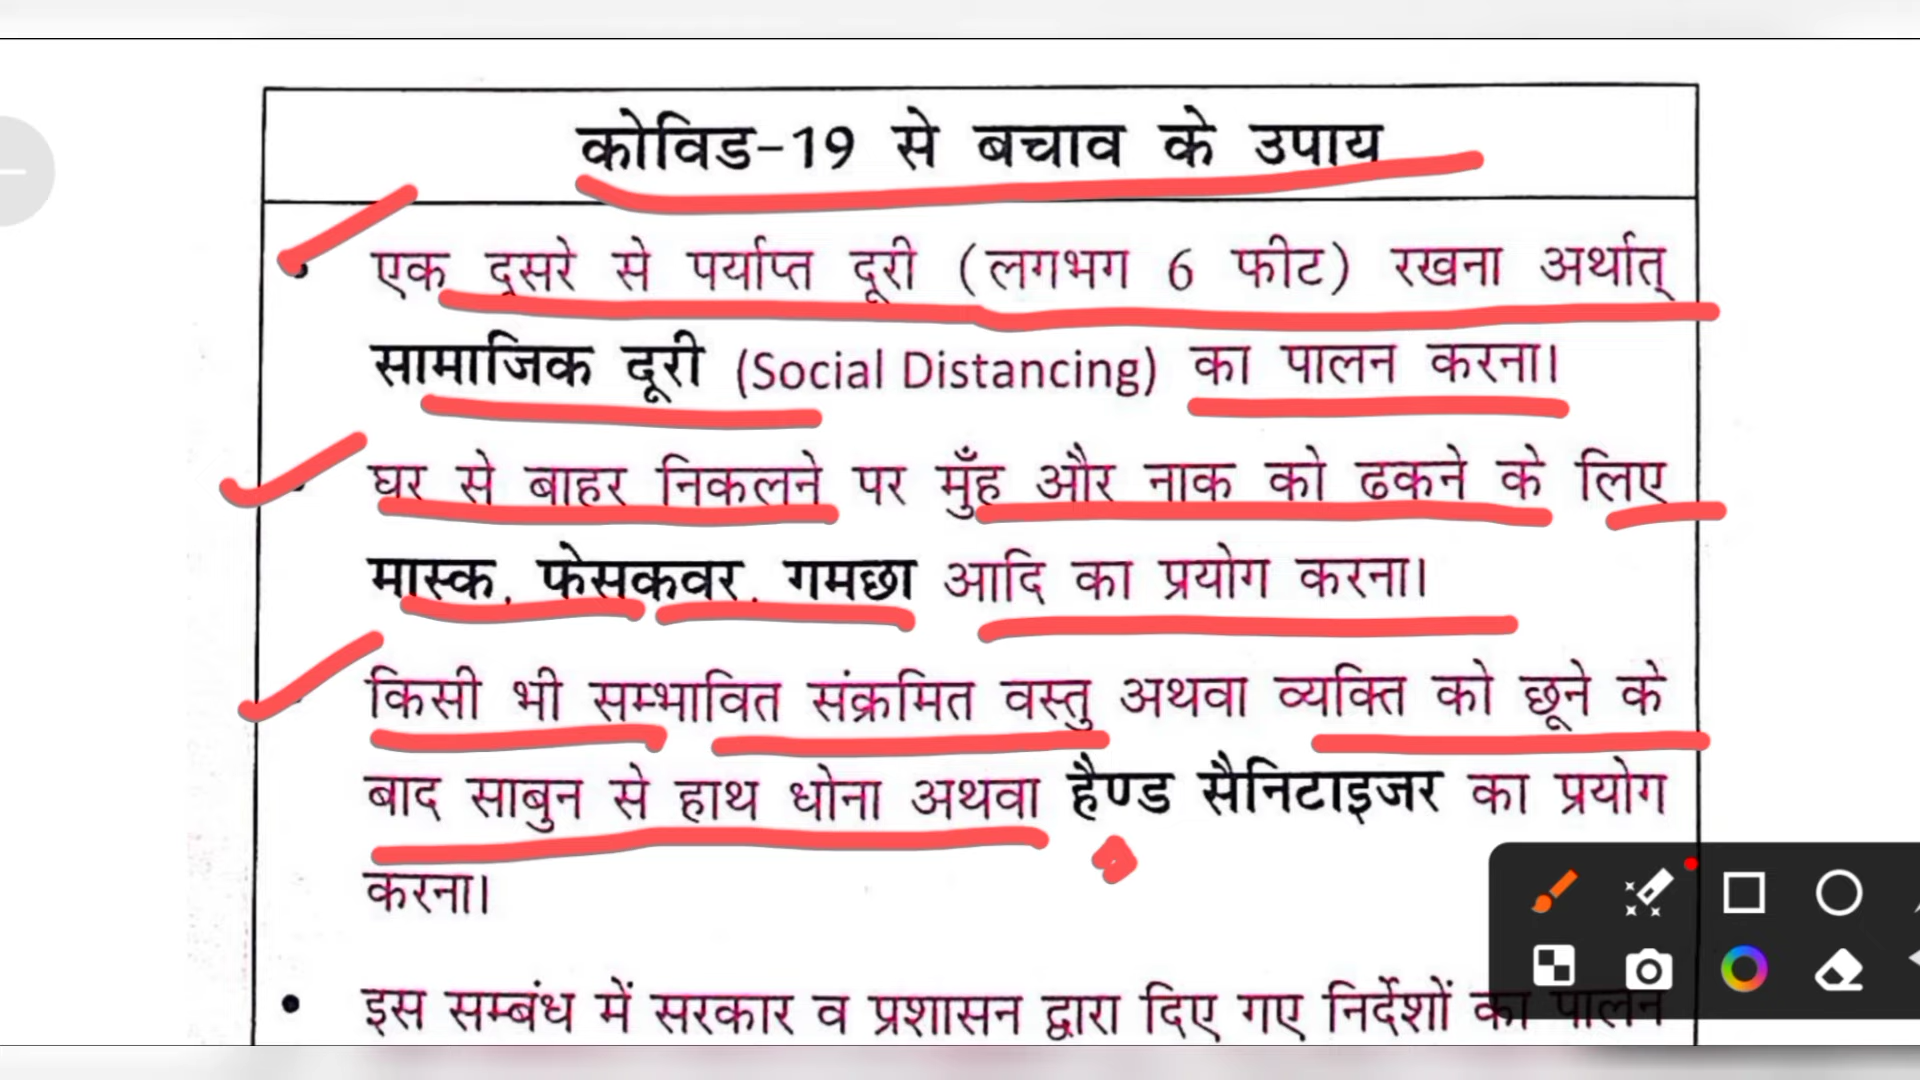 कोविड-19 से बचाव के उपाय
• एक दूसरे से पर्याप्त दूरी (लगभग 6 फीट) रखना अर्थात्
सामाजिक दूरी (Social Distancing) का पालन करना।
• घर से बाहर निकलने पर मुँह और नाक को ढकने के लिए
मास्क, फेसकवर, गमछा आदि का प्रयोग करना।
किसी भी सम्भावित संक्रमित वस्तु अथवा व्यक्ति को छूने के
बाद साबुन से हाथ धोना अथवा हैण्ड सैनिटाइजर का प्रयोग
करना।
• इस सम्बंध में सरकार व प्रशासन द्वारा दिए गए निर्देशों का पालन